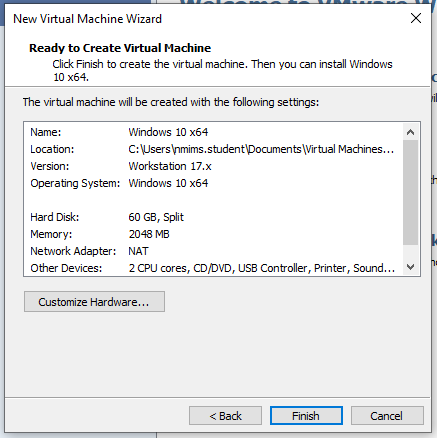 Welcome to VMware W
New Virtual Machine Wizard
Ready to Create Virtual Machine
Click Finish to create the virtual machine. Then you can install Windows
10 x64.
The virtual machine will be created with the following settings:
Name: Windows 10 x64
Location: C:\Users\nmims.student\Documents\Virtual Machines...
Version: Workstation 17.x
Operating System: Windows 10 x64
Hard Disk: 60 GB, Split
Memory: 2048 MB
Network Adapter: NAT
Other Devices: 2 CPU cores, CD/DVD, USB Controller, Printer, Sound...
Customize Hardware...
< Back Finish Cancel